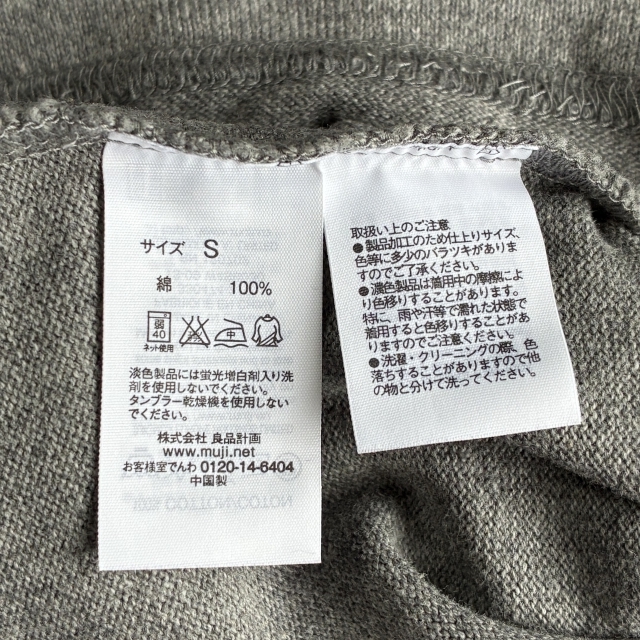 サイズ S
綿 100%
弱
40
中
ネット使用
淡色製品には蛍光増白剤入り洗
剤を使用しないでください。
タンブラー乾燥機を使用しない
でください。
株式会社 良品計画
www.muji.net
お客様室でんわ 0120-14-6404
中国製
取扱い上のご注意
●製品加工のため仕上りサイズ、
色等に多少のバラツキがありま
すのでご了承ください。
●濃色製品は着用中の摩擦によ
り色移りすることがあります。
特に、雨や汗等で濡れた状態で
着用すると色移りすることがあ
ります。
●洗濯・クリーニングの際、色
落ちすることがありますので他
の物と分けて洗ってください。